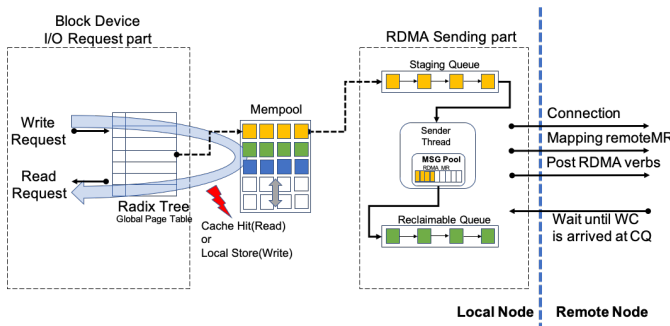 Block Device
I/O Request part
Write
Request
Read
Request
Radix Tree
Global Page Table
Mempool
Cache Hit(Read)
or
Local Store(Write)
RDMA Sending part
Staging Queue
Sender
Thread
MSG Pool
RDMA MR
Reclaimable Queue
Connection
Mapping remoteMR
Post RDMA verbs
Wait until WC
is arrived at CQ
Local Node
Remote Node